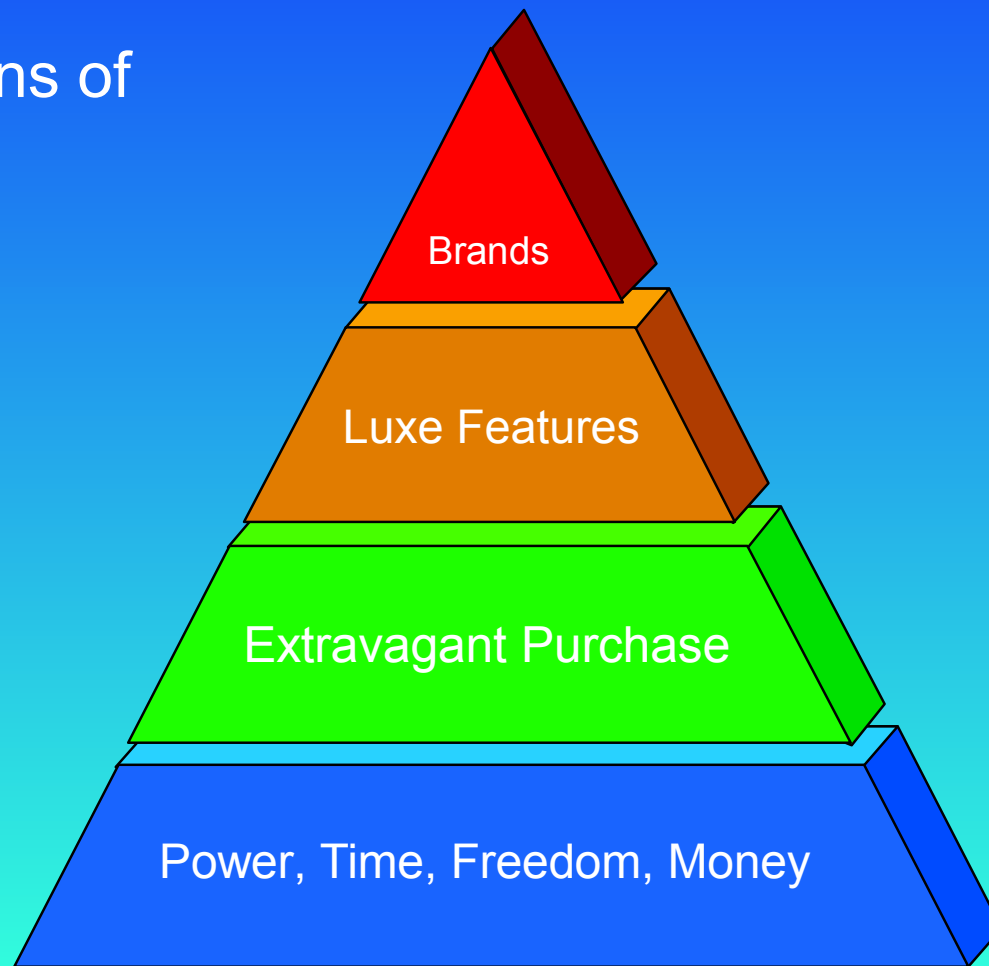 ns of
Brands
Luxe Features
Extravagant Purchase
Power, Time, Freedom, Money